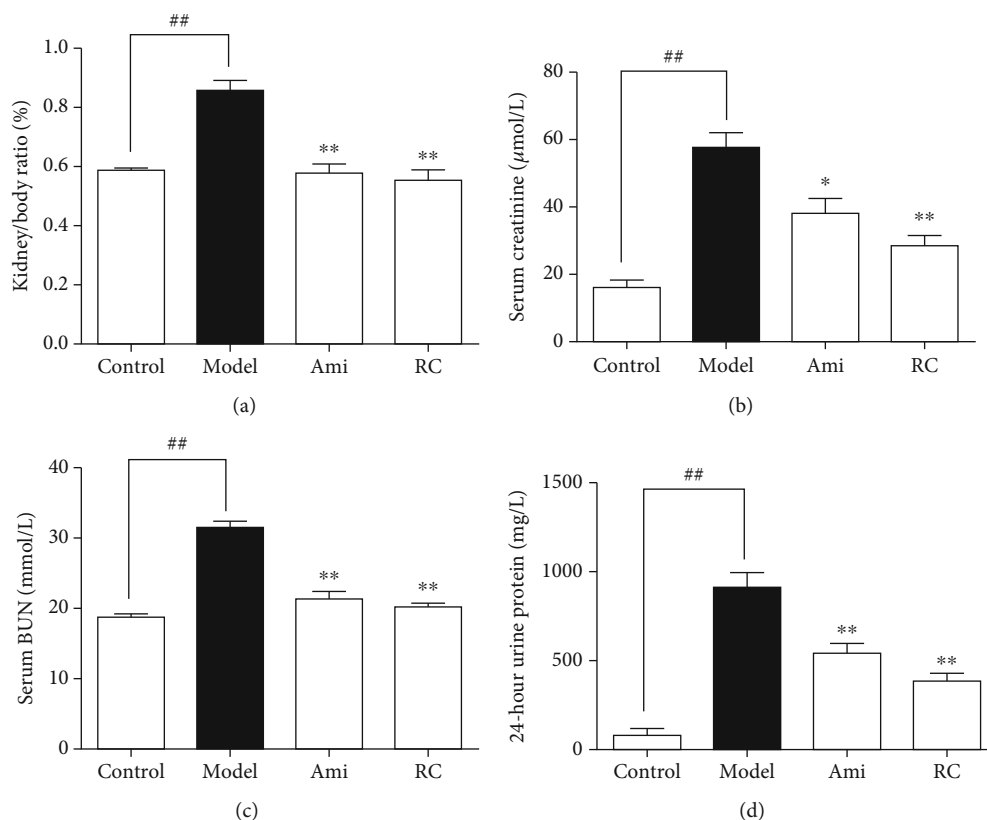 ##
1.0
0.8
0.6
0.4
0.2
0.0
Kidney/body ratio (%)
**
**
Control Model Ami RC
(a)
##
80
60
40
20
0
Serum creatinine (μmol/L)
*
**
Control Model Ami RC
(b)
##
40
30
20
10
0
Serum BUN (mmol/L)
**
**
Control Model Ami RC
(c)
##
1500
1000
500
0
24-hour urine protein (mg/L)
**
**
Control Model Ami RC
(d)